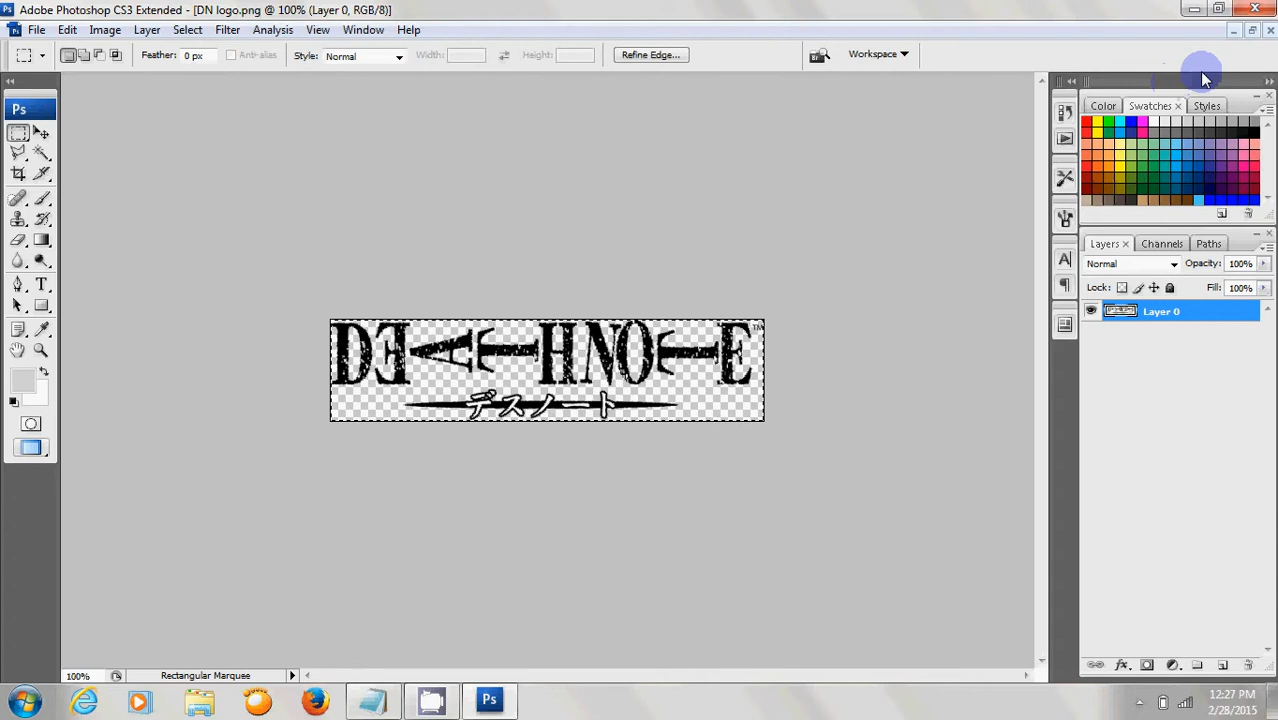 Adobe Photoshop CS3 Extended - [DN logo.png @ 100% (Layer 0, RGB/8)]
File Edit Image Layer Select Filter Analysis View Window Help
Feather: 0 px Anti-alias Style: Normal Width: Height: Refine Edge... Workspace
Ps
Color Swatches Styles
Layers Channels Paths
Normal Opacity: 100%
Lock: Fill: 100%
Layer 0
DEATH NOTE™
デスノート
100% Rectangular Marquee
Ps
12:27 PM
2/28/2015